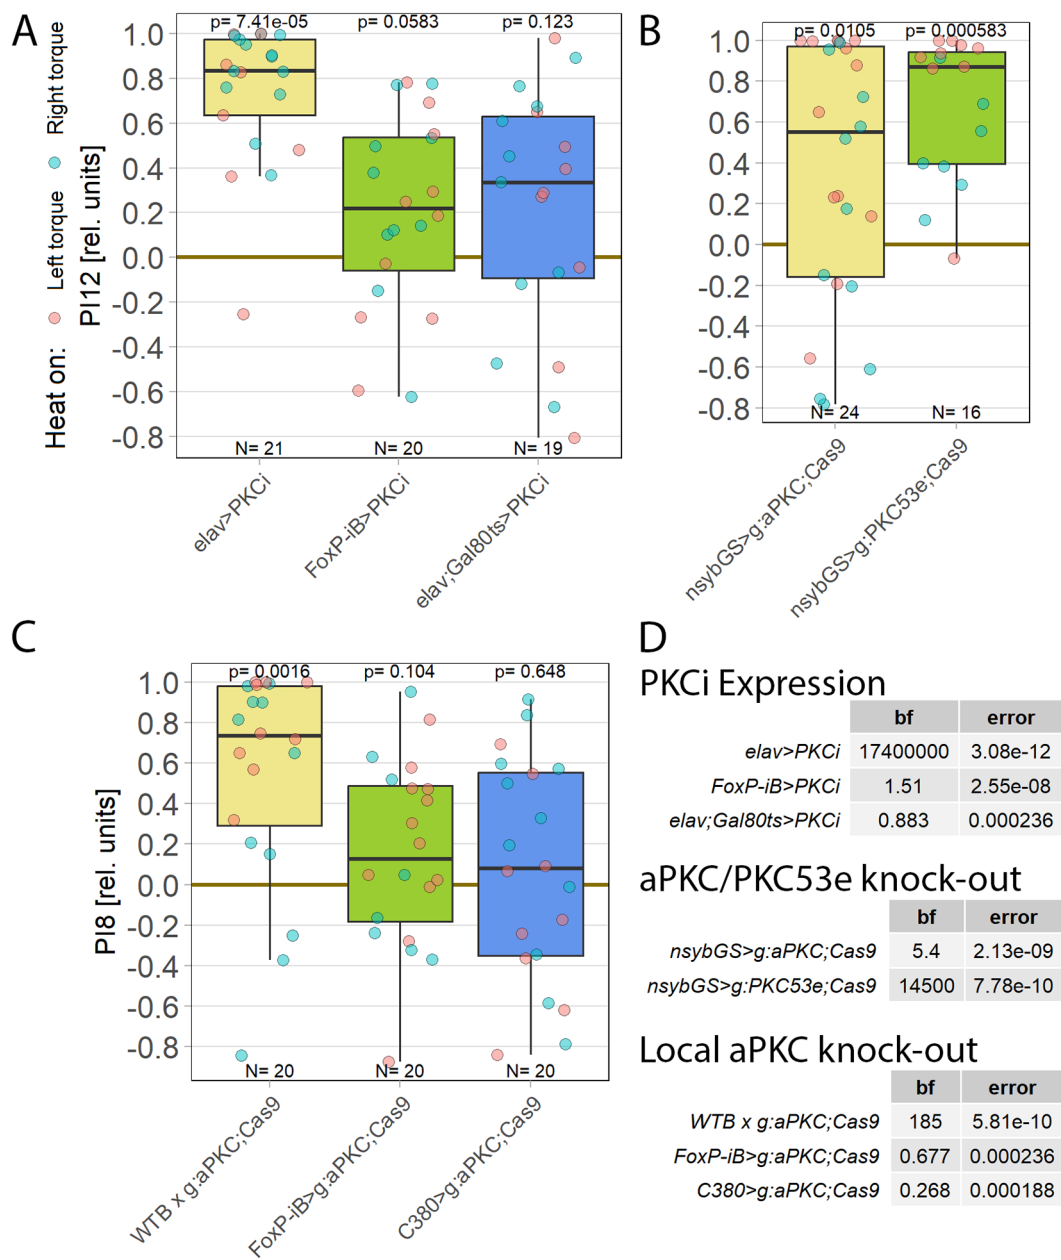 A
Heat on:
Left torque
Right torque
PI12 [rel. units]
p= 7.41e-05
p= 0.0583
p= 0.123
1.0
0.8
0.6
0.4
0.2
0.0
-0.2
-0.4
-0.6
-0.8
N= 21
N= 20
N= 19
elav>PKCi
FoxP-iB>PKCi
elav;Gal80ts>PKCi
B
p= 0.0105
p= 0.000583
1.0
0.8
0.6
0.4
0.2
0.0
-0.2
-0.4
-0.6
-0.8
N= 24
N= 16
nsybGS>g:aPKC;Cas9
nsybGS>g:PKC53e;Cas9
C
PI8 [rel. units]
p= 0.0016
p= 0.104
p= 0.648
1.0
0.8
0.6
0.4
0.2
0.0
-0.2
-0.4
-0.6
-0.8
N= 20
N= 20
N= 20
WTB x g:aPKC;Cas9
FoxP-iB>g:aPKC;Cas9
C380>g:aPKC;Cas9
D
PKCi Expression
bf error
elav>PKCi 17400000 3.08e-12
FoxP-iB>PKCi 1.51 2.55e-08
elav;Gal80ts>PKCi 0.883 0.000236
aPKC/PKC53e knock-out
bf error
nsybGS>g:aPKC;Cas9 5.4 2.13e-09
nsybGS>g:PKC53e;Cas9 14500 7.78e-10
Local aPKC knock-out
bf error
WTB x g:aPKC;Cas9 185 5.81e-10
FoxP-iB>g:aPKC;Cas9 0.677 0.000236
C380>g:aPKC;Cas9 0.268 0.000188